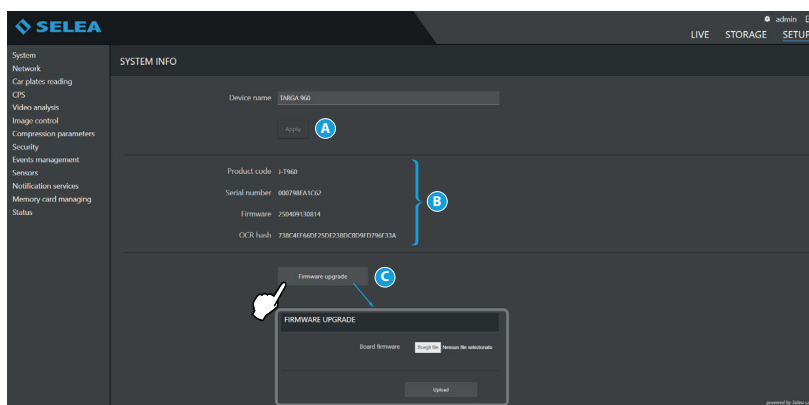 SELEA
admin
LIVE STORAGE SETUP
System
Network
Car plates reading
CPS
Video analysis
Image control
Compression parameters
Security
Events management
Sensors
Notification services
Memory card managing
Status
SYSTEM INFO
Device name TARGA 960
Apply A
Product code J-T960
Serial number 000798EA1C62
Firmware 250409130814
OCR hash
B
Firmware upgrade C
FIRMWARE UPGRADE
Board firmware Scegli file Nessun file selezionato
Upload
powered by Selea